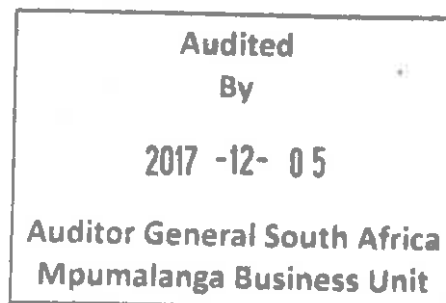 Audited
By
2017 -12- 05
Auditor General South Africa
Mpumalanga Business Unit